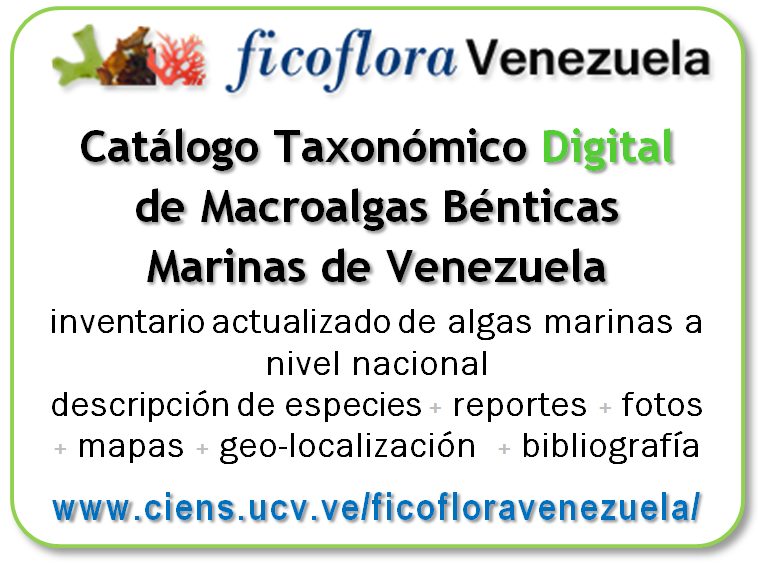 ficoflora Venezuela
Catálogo Taxonómico Digital
de Macroalgas Bénticas
Marinas de Venezuela
inventario actualizado de algas marinas a
nivel nacional
descripción de especies + reportes + fotos
+ mapas + geo-localización + bibliografía
www.ciens.ucv.ve/ficofloravenezuela/